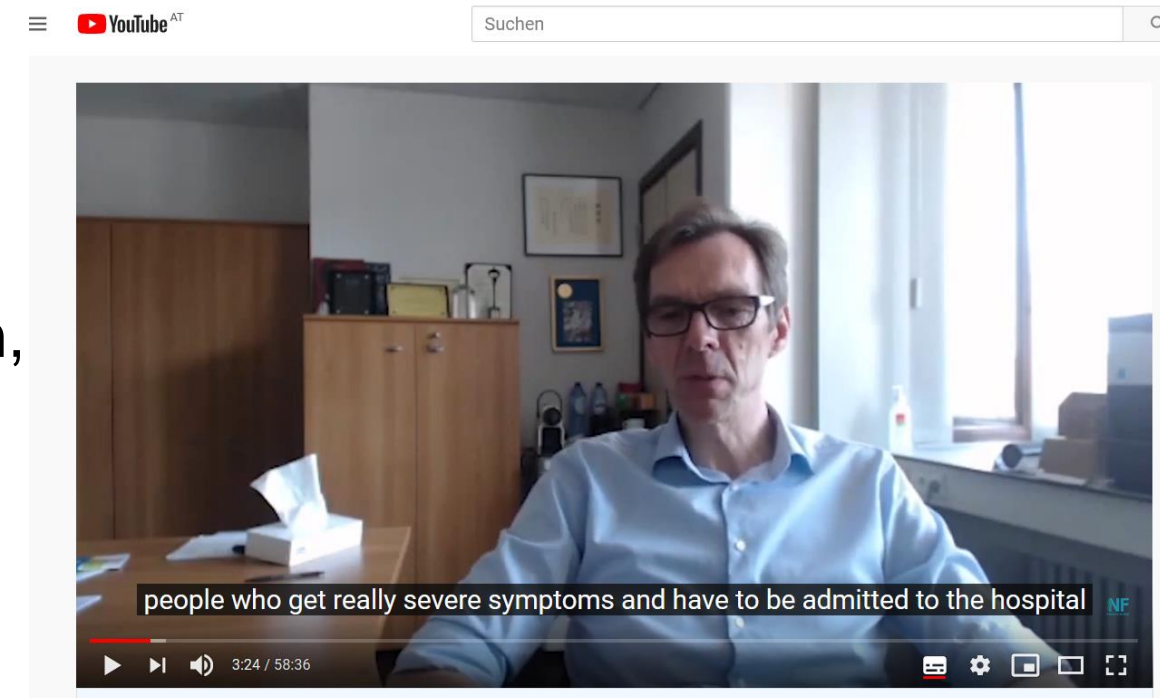 YouTube AT
Suchen
n,
people who get really severe symptoms and have to be admitted to the hospital
NF
3:24 / 58:36